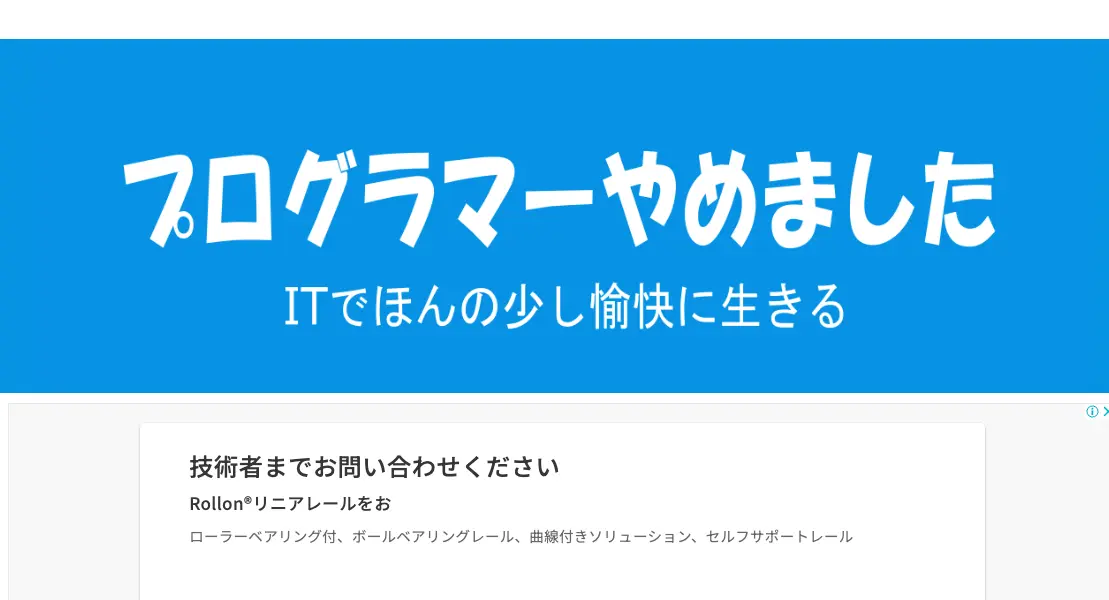 プログラマーやめました
ITでほんの少し愉快に生きる
技術者までお問い合わせください
Rollon®リニアレールをお
ローラーベアリング付、ボールベアリングレール、曲線付きソリューション、セルフサポートレール